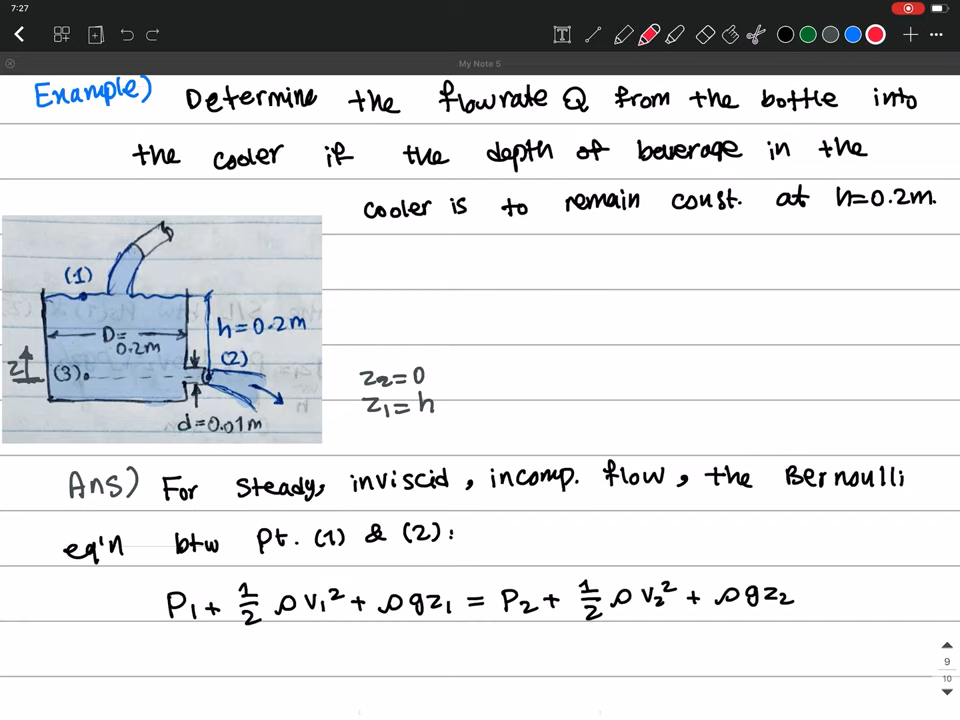 7:27
My Note 5
Example) Determine the flowrate Q from the bottle into
the cooler if the depth of beverage in the
cooler is to remain const. at h=0.2m.
(1)
D=
0.2m
h=0.2m
(2)
z
(3)
d=0.01m
z₂=0
z₁=h
Ans) For steady, inviscid, incomp. flow, the Bernoulli
eq'n btw Pt. (1) & (2):
P₁ + 1/2 ρv₁² + ρgz₁ = P₂ + 1/2 ρv₂² + ρgz₂
9
10